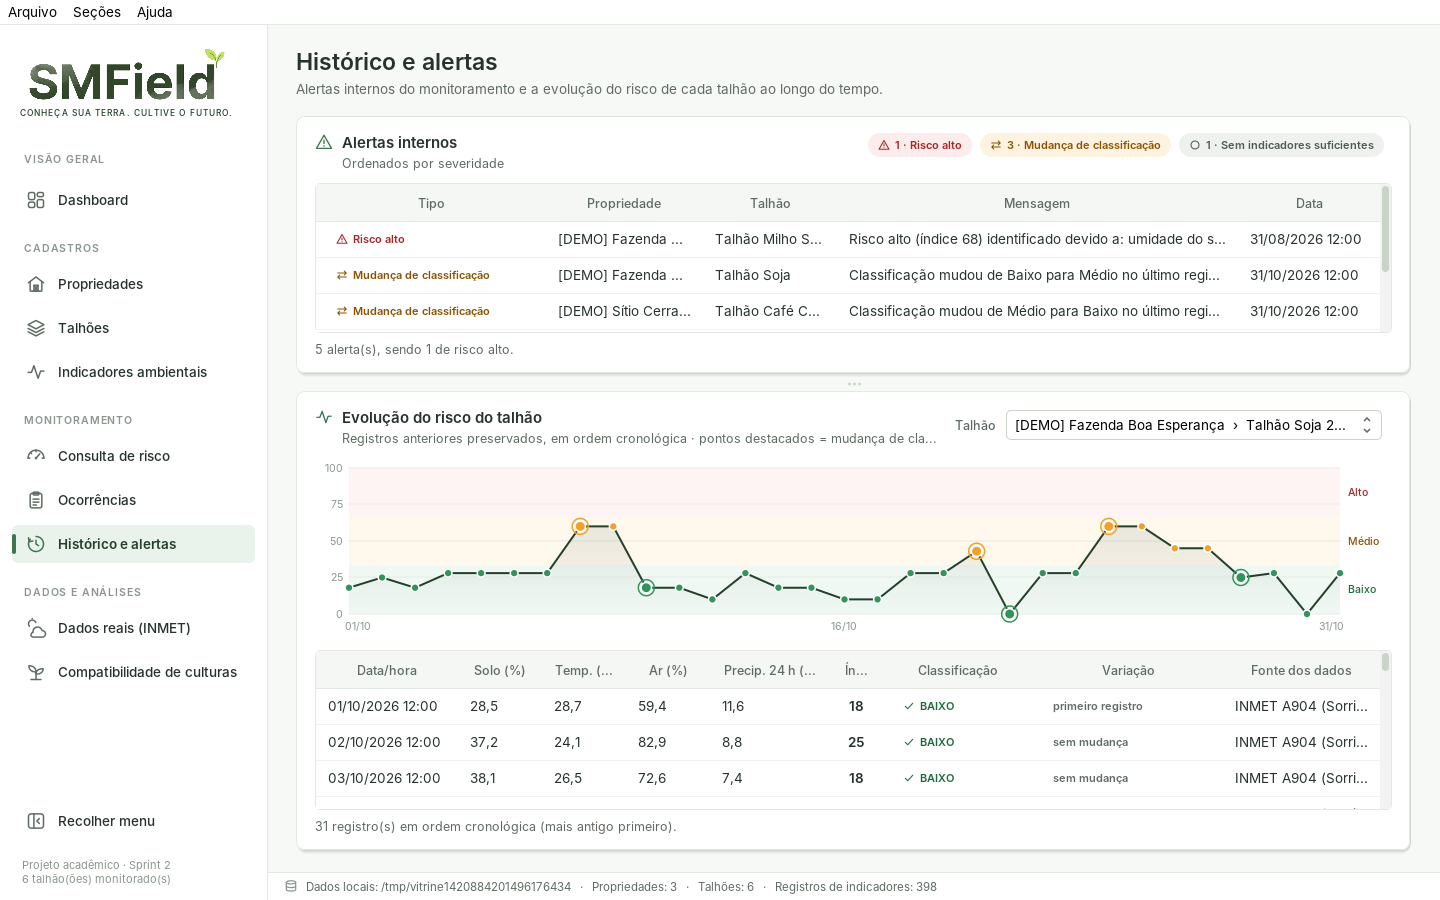 Arquivo Seções Ajuda
SMField
CONHEÇA SUA TERRA. CULTIVE O FUTURO.
VISÃO GERAL
Dashboard
CADASTROS
Propriedades
Talhões
Indicadores ambientais
MONITORAMENTO
Consulta de risco
Ocorrências
Histórico e alertas
DADOS E ANÁLISES
Dados reais (INMET)
Compatibilidade de culturas
Recolher menu
Projeto acadêmico · Sprint 2
6 talhão(ões) monitorado(s)
Histórico e alertas
Alertas internos do monitoramento e a evolução do risco de cada talhão ao longo do tempo.
Alertas internos
Ordenados por severidade
1 · Risco alto
3 · Mudança de classificação
1 · Sem indicadores suficientes
Tipo Propriedade Talhão Mensagem Data
Risco alto [DEMO] Fazenda ... Talhão Milho S... Risco alto (índice 68) identificado devido a: umidade do s... 31/08/2026 12:00
Mudança de classificação [DEMO] Fazenda ... Talhão Soja Classificação mudou de Baixo para Médio no último regi... 31/10/2026 12:00
Mudança de classificação [DEMO] Sítio Cerra... Talhão Café C... Classificação mudou de Médio para Baixo no último regi... 31/10/2026 12:00
5 alerta(s), sendo 1 de risco alto.
Evolução do risco do talhão
Registros anteriores preservados, em ordem cronológica · pontos destacados = mudança de cla...
Talhão [DEMO] Fazenda Boa Esperança › Talhão Soja 2...
100
75
50
25
0
Alto
Médio
Baixo
01/10 16/10 31/10
Data/hora Solo (%) Temp. (... Ar (%) Precip. 24 h (... Ín... Classificação Variação Fonte dos dados
01/10/2026 12:00 28,5 28,7 59,4 11,6 18 BAIXO primeiro registro INMET A904 (Sorri...
02/10/2026 12:00 37,2 24,1 82,9 8,8 25 BAIXO sem mudança INMET A904 (Sorri...
03/10/2026 12:00 38,1 26,5 72,6 7,4 18 BAIXO sem mudança INMET A904 (Sorri...
31 registro(s) em ordem cronológica (mais antigo primeiro).
Dados locais: /tmp/vitrine1420884201496176434 · Propriedades: 3 · Talhões: 6 · Registros de indicadores: 398